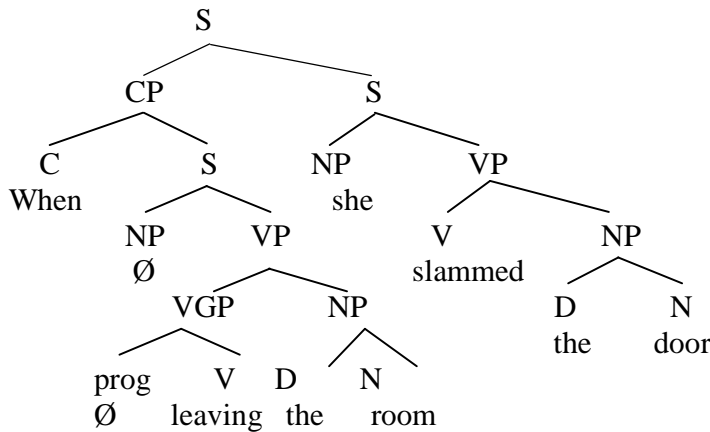 S
CP S
C S NP VP
When she
NP VP V NP
Ø slammed
VGP NP D N
the door
prog V D N
Ø leaving the room